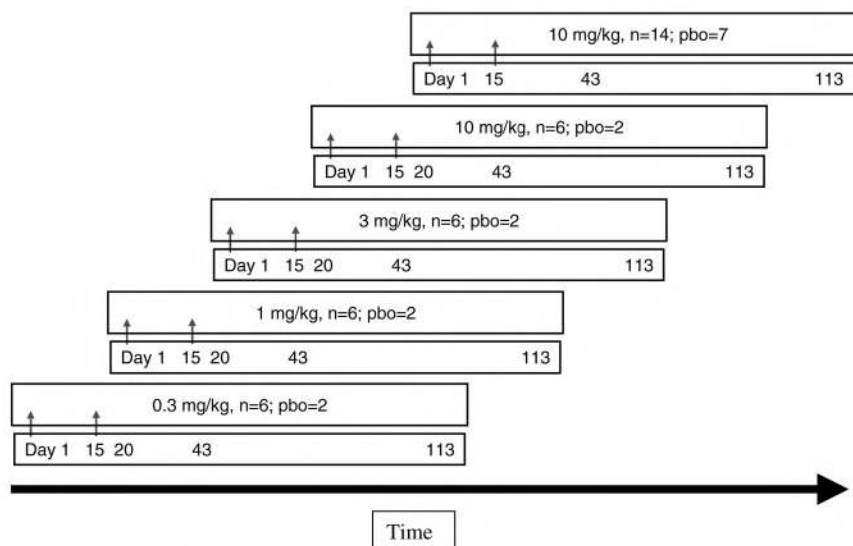 10 mg/kg, n=14; pbo=7
Day 1 15 43 113
10 mg/kg, n=6; pbo=2
Day 1 15 20 43 113
3 mg/kg, n=6; pbo=2
Day 1 15 20 43 113
1 mg/kg, n=6; pbo=2
Day 1 15 20 43 113
0.3 mg/kg, n=6; pbo=2
Day 1 15 20 43 113
Time